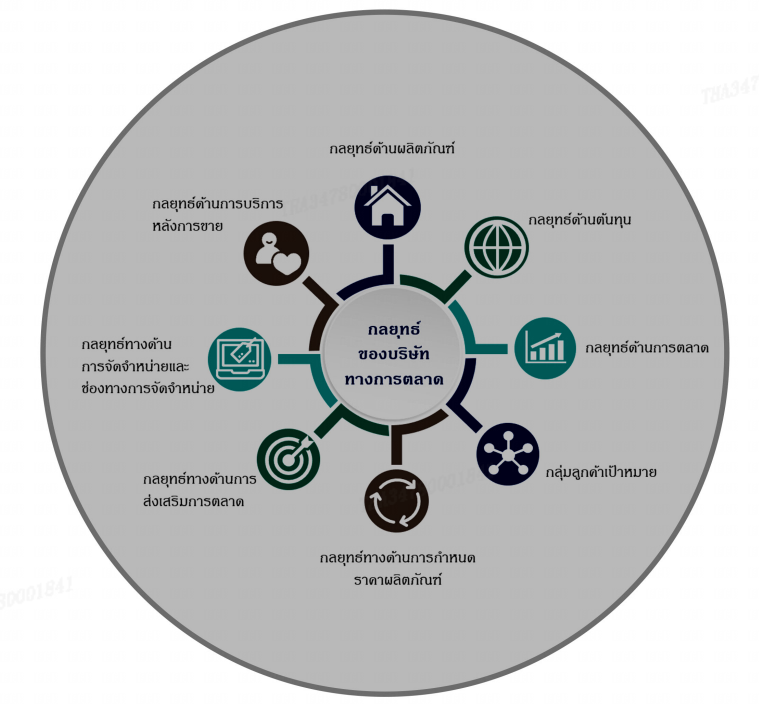 กลยุทธ์ด้านผลิตภัณฑ์
กลยุทธ์ด้านการบริการ
หลังการขาย
กลยุทธ์ด้านต้นทุน
กลยุทธ์
ของบริษัท
ทางการตลาด
กลยุทธ์ทางด้าน
การจัดจำหน่ายและ
ช่องทางการจัดจำหน่าย
กลยุทธ์ด้านการตลาด
กลุ่มลูกค้าเป้าหมาย
กลยุทธ์ทางด้านการ
ส่งเสริมการตลาด
กลยุทธ์ทางด้านการกำหนด
ราคาผลิตภัณฑ์